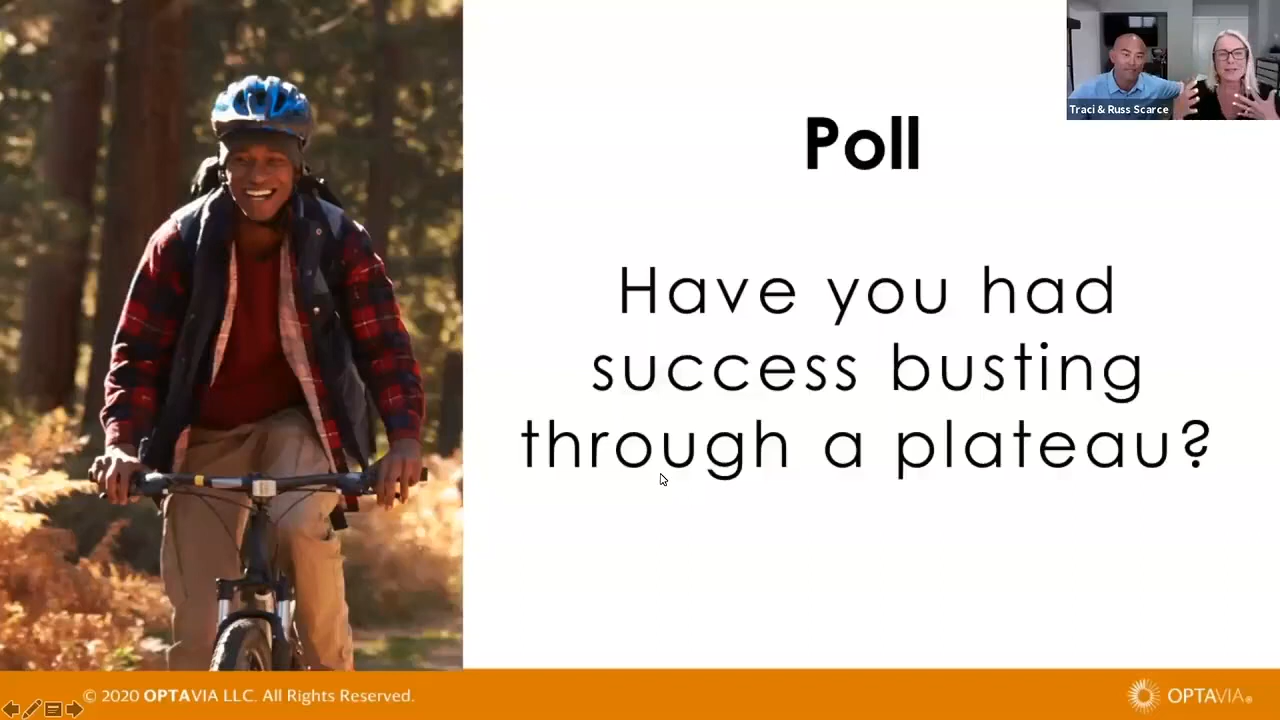 Traci & Russ Scarce
Poll
Have you had
success busting
through a plateau?
© 2020 OPTAVIA LLC. All Rights Reserved.
OPTAVIA®